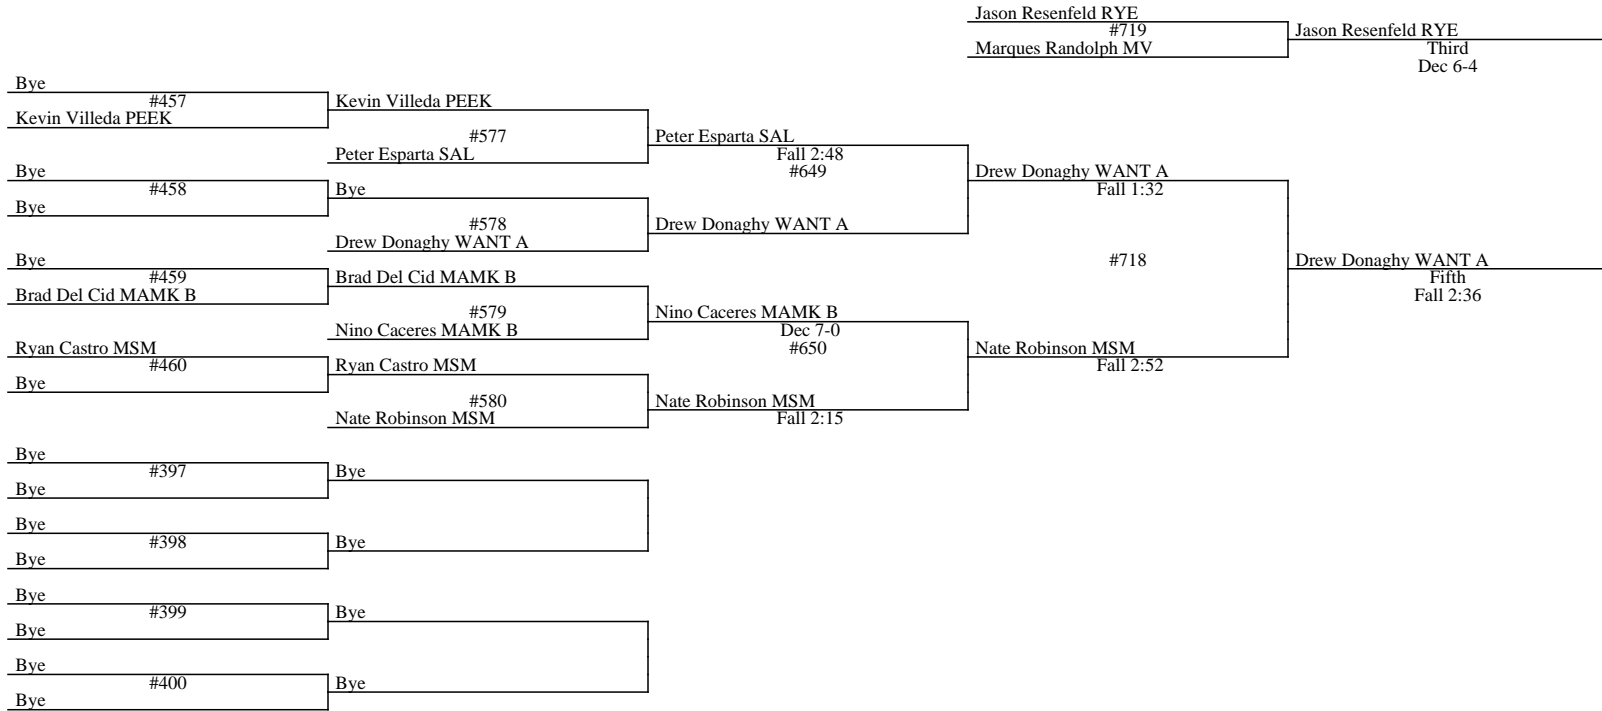 Jason Resenfeld RYE
#719
Marques Randolph MV
Jason Resenfeld RYE
Third
Dec 6-4
Bye
#457
Kevin Villeda PEEK
Kevin Villeda PEEK
#577
Peter Esparta SAL
Peter Esparta SAL
Fall 2:48
#649
Bye
#458
Bye
Bye
#578
Drew Donaghy WANT A
Drew Donaghy WANT A
Drew Donaghy WANT A
Fall 1:32
#718
Drew Donaghy WANT A
Fifth
Fall 2:36
Bye
#459
Brad Del Cid MAMK B
Brad Del Cid MAMK B
#579
Nino Caceres MAMK B
Nino Caceres MAMK B
Dec 7-0
#650
Nate Robinson MSM
Fall 2:52
Ryan Castro MSM
#460
Bye
Ryan Castro MSM
#580
Nate Robinson MSM
Nate Robinson MSM
Fall 2:15
Bye
#397
Bye
Bye
Bye
#398
Bye
Bye
Bye
#399
Bye
Bye
Bye
#400
Bye
Bye